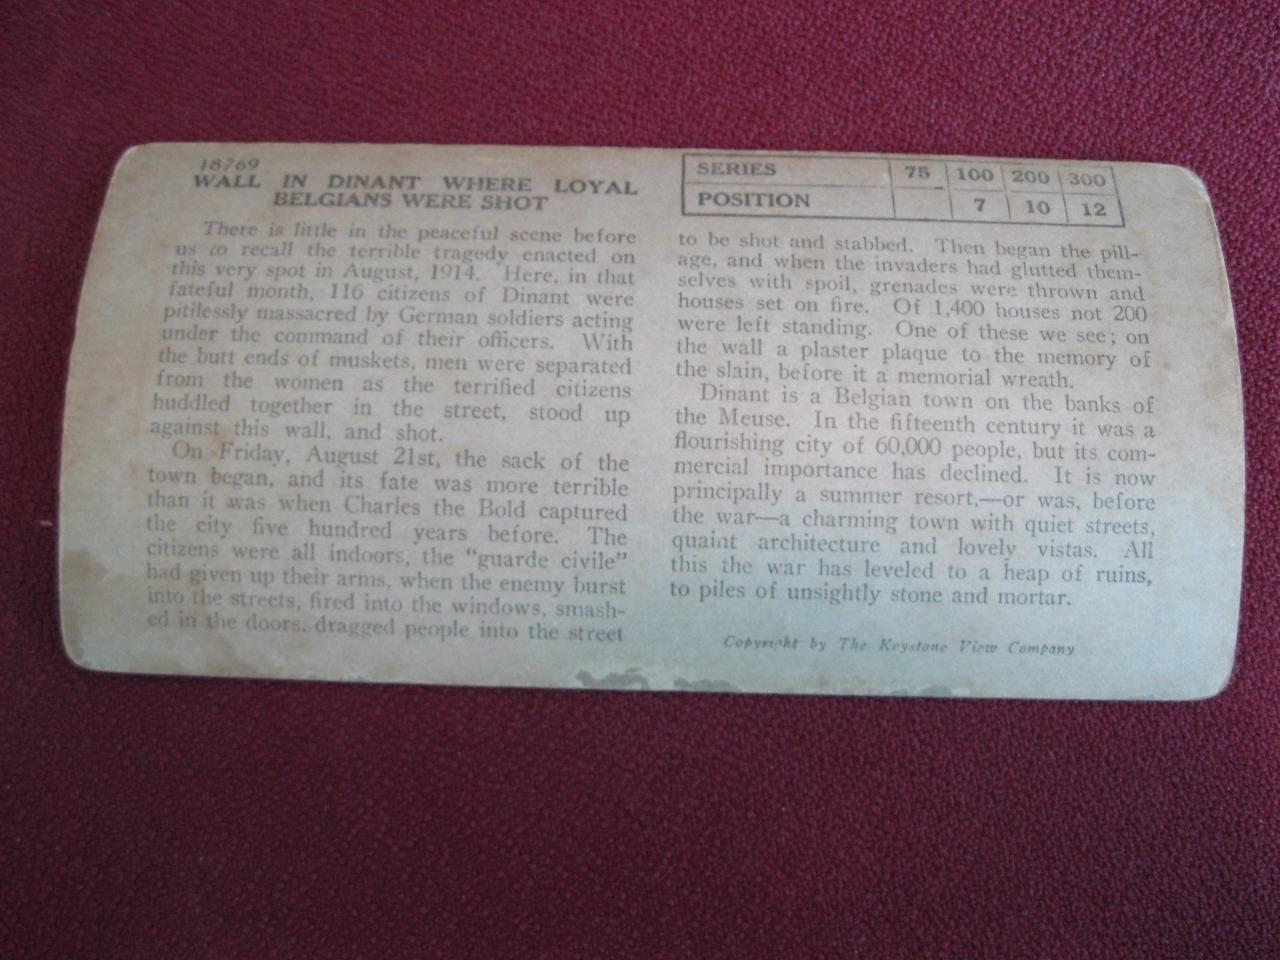 18769
WALL IN DINANT WHERE LOYAL
BELGIANS WERE SHOT
There is little in the peaceful scene before
us to recall the terrible tragedy enacted on
this very spot in August, 1914. Here, in that
fateful month, 116 citizens of Dinant were
pitilessly massacred by German soldiers acting
under the command of their officers. With
the butt ends of muskets, men were separated
from the women as the terrified citizens
huddled together in the street, stood up
against this wall, and shot.
On Friday, August 21st, the sack of the
town began, and its fate was more terrible
than it was when Charles the Bold captured
the city five hundred years before. The
citizens were all indoors, the "guarde civile"
had given up their arms, when the enemy burst
into the streets, fired into the windows, smash-
ed in the doors, dragged people into the street
SERIES 75 100 200 300
POSITION 7 10 12
to be shot and stabbed. Then began the pill-
age, and when the invaders had glutted them-
selves with spoil, grenades were thrown and
houses set on fire. Of 1,400 houses not 200
were left standing. One of these we see; on
the wall a plaster plaque to the memory of
the slain, before it a memorial wreath.
Dinant is a Belgian town on the banks of
the Meuse. In the fifteenth century it was a
flourishing city of 60,000 people, but its com-
mercial importance has declined. It is now
principally a summer resort,—or was, before
the war—a charming town with quiet streets,
quaint architecture and lovely vistas. All
this the war has leveled to a heap of ruins,
to piles of unsightly stone and mortar.
Copyright by The Keystone View Company